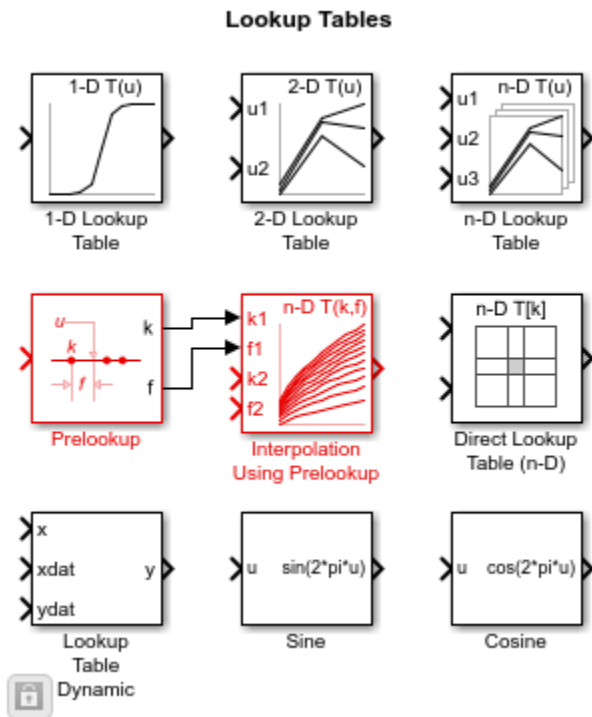 Lookup Tables
1-D T(u)
1-D Lookup
Table
2-D T(u)
u1
u2
2-D Lookup
Table
n-D T(u)
u1
u2
u3
n-D Lookup
Table
u
k
f
k
f
Prelookup
n-D T(k,f)
k1
f1
k2
f2
Interpolation
Using Prelookup
n-D T[k]
Direct Lookup
Table (n-D)
x
xdat
ydat
y
Lookup
Table
Dynamic
u sin(2*pi*u)
Sine
u cos(2*pi*u)
Cosine